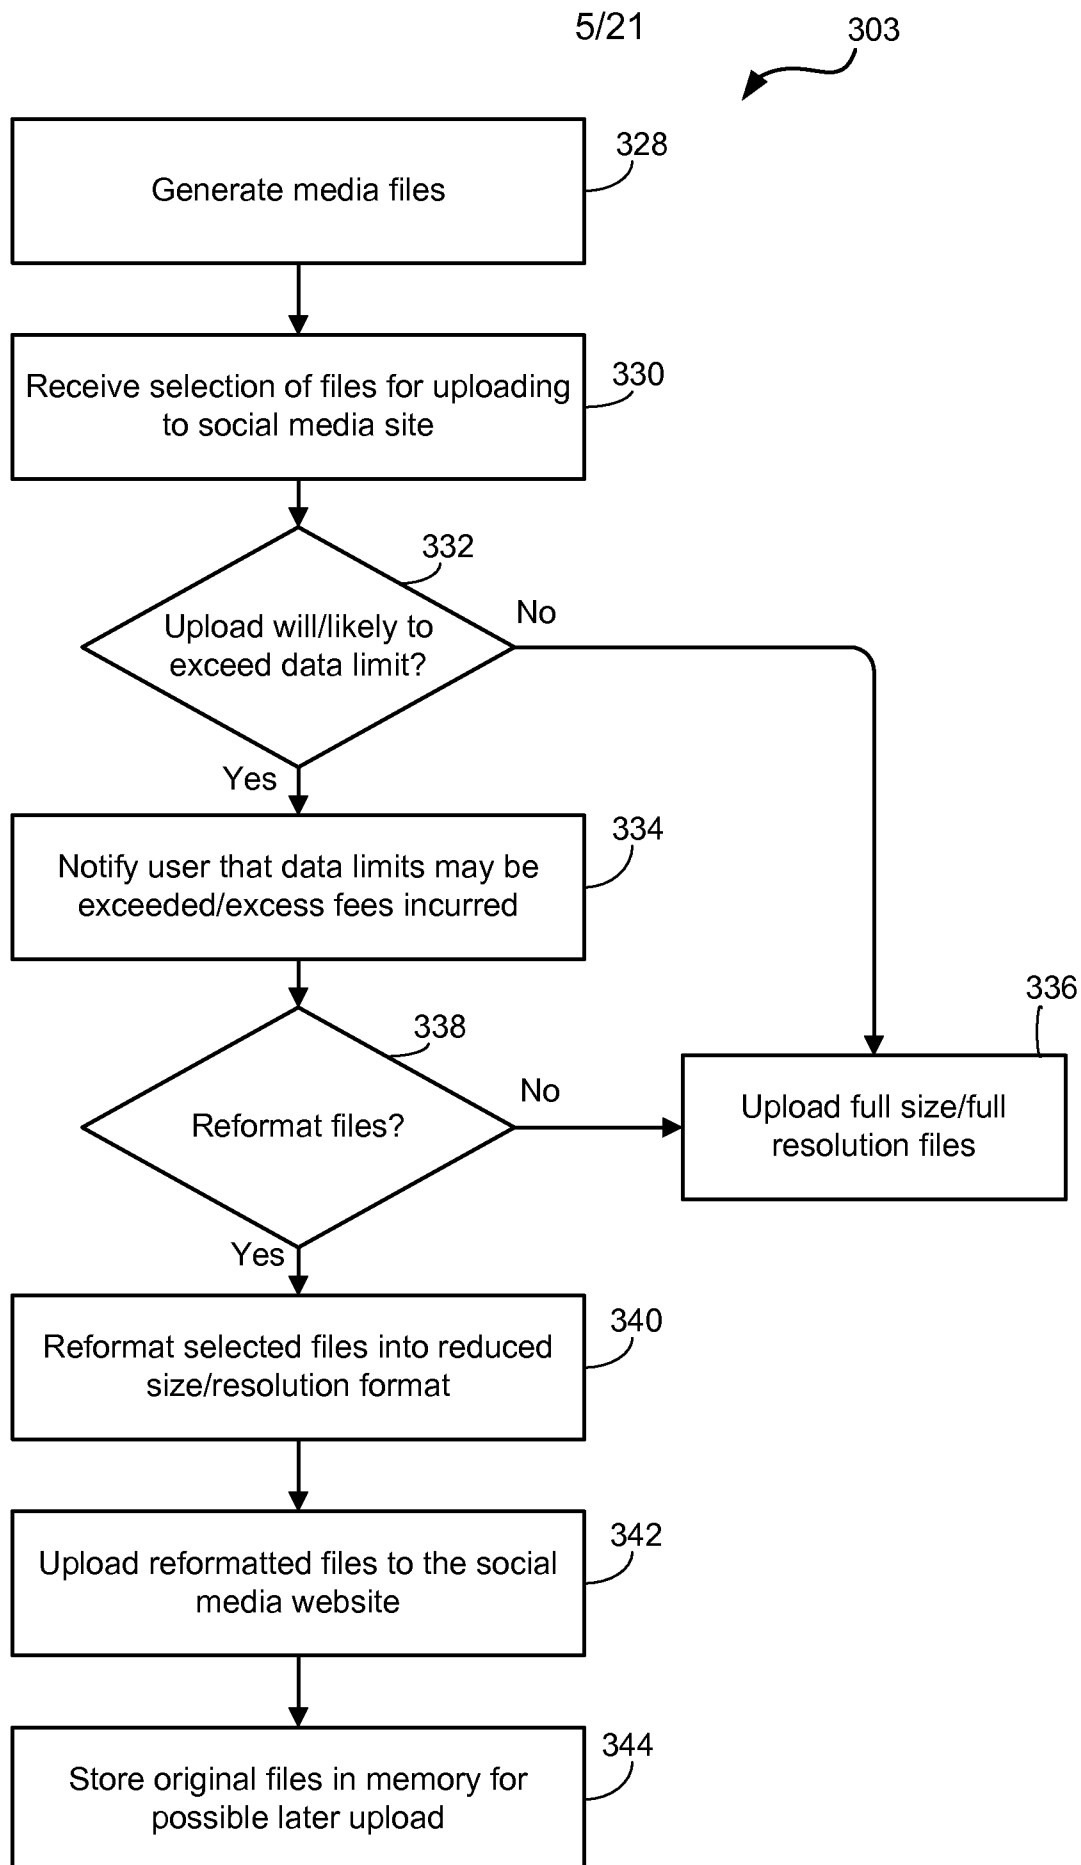 5/21
303
328
Generate media files
330
Receive selection of files for uploading
to social media site
332
Upload will/likely to
exceed data limit?
No
Yes
334
Notify user that data limits may be
exceeded/excess fees incurred
336
338
Reformat files?
No
Upload full size/full
resolution files
Yes
340
Reformat selected files into reduced
size/resolution format
342
Upload reformatted files to the social
media website
344
Store original files in memory for
possible later upload